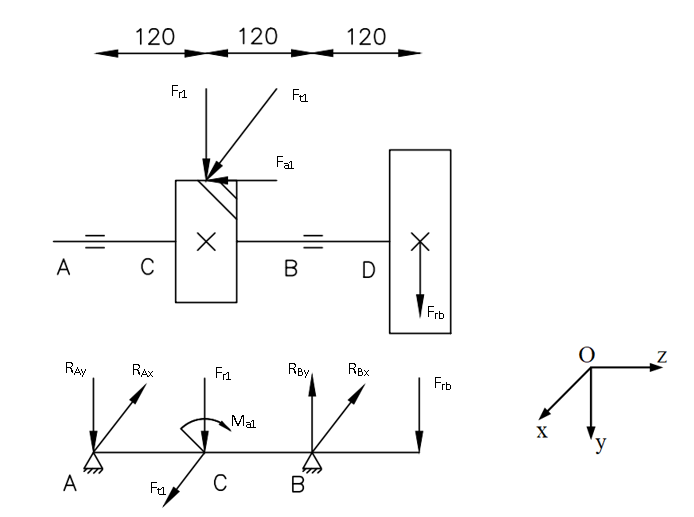 120 120 120
Fr1 Ft1
Fa1
A C B D
Frb
RAy RAx Fr1 RBy RBx Frb
Ma1
A Ft1 C B
O z
x y